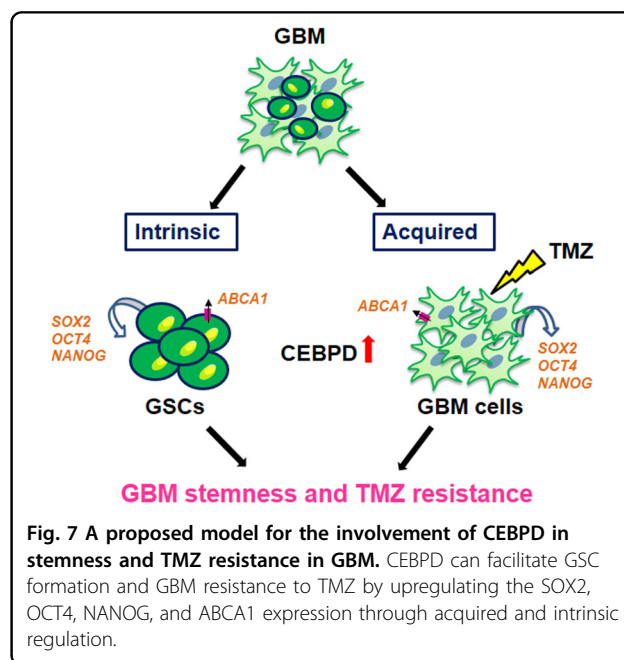 GBM
Intrinsic
Acquired
TMZ
ABCA1
SOX2
OCT4
NANOG
GSCs
CEBPD
ABCA1
SOX2
OCT4
NANOG
GBM cells
GBM stemness and TMZ resistance
Fig. 7 A proposed model for the involvement of CEBPD in
stemness and TMZ resistance in GBM. CEBPD can facilitate GSC
formation and GBM resistance to TMZ by upregulating the SOX2,
OCT4, NANOG, and ABCA1 expression through acquired and intrinsic
regulation.